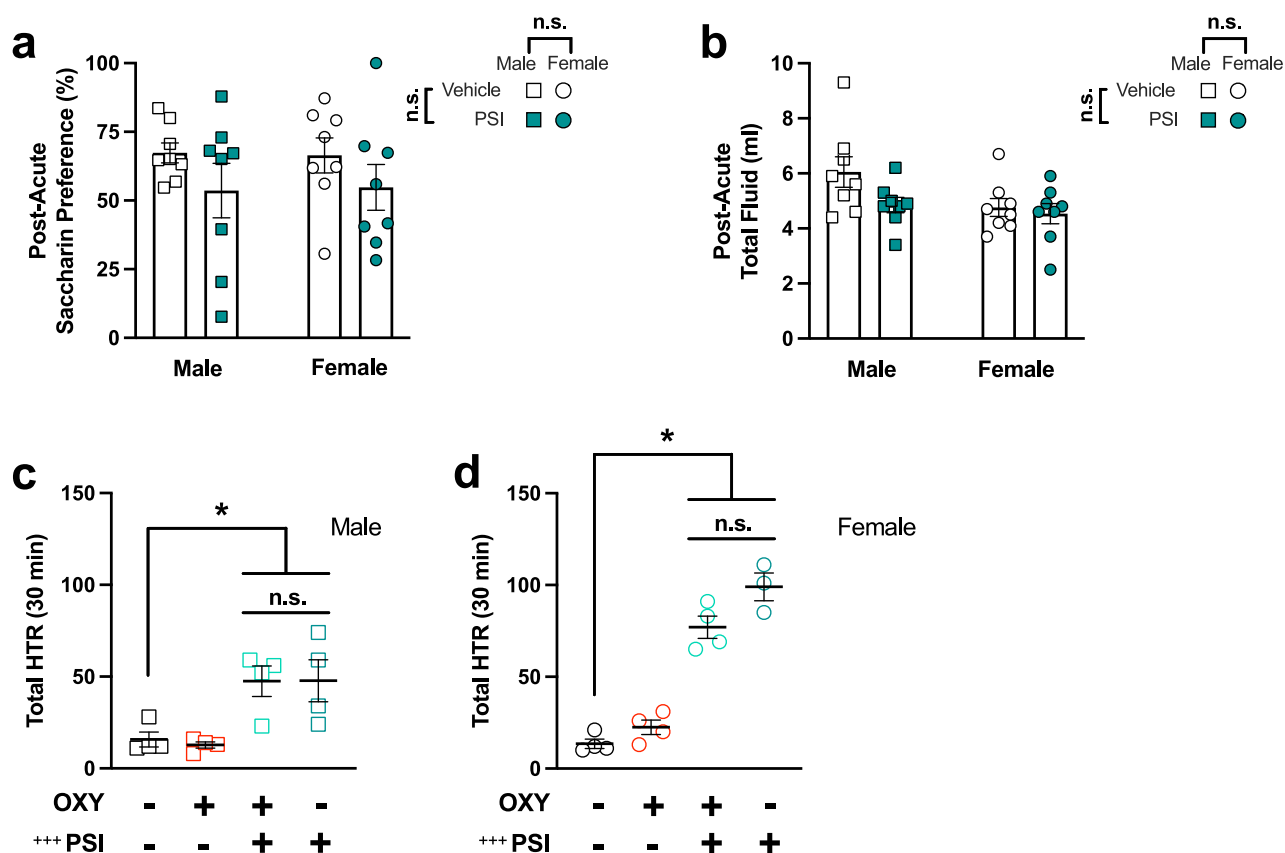 a
n.s.
Male Female
Vehicle
PSI
n.s.
Post-Acute
Saccharin Preference (%)
100
75
50
25
0
Male Female
b
n.s.
Male Female
Vehicle
PSI
n.s.
Post-Acute
Total Fluid (ml)
10
8
6
4
2
0
Male Female
c
Male
*
n.s.
Total HTR (30 min)
150
100
50
0
OXY - + + -
+++ PSI - - + +
d
Female
*
n.s.
Total HTR (30 min)
150
100
50
0
OXY - + + -
+++ PSI - - + +